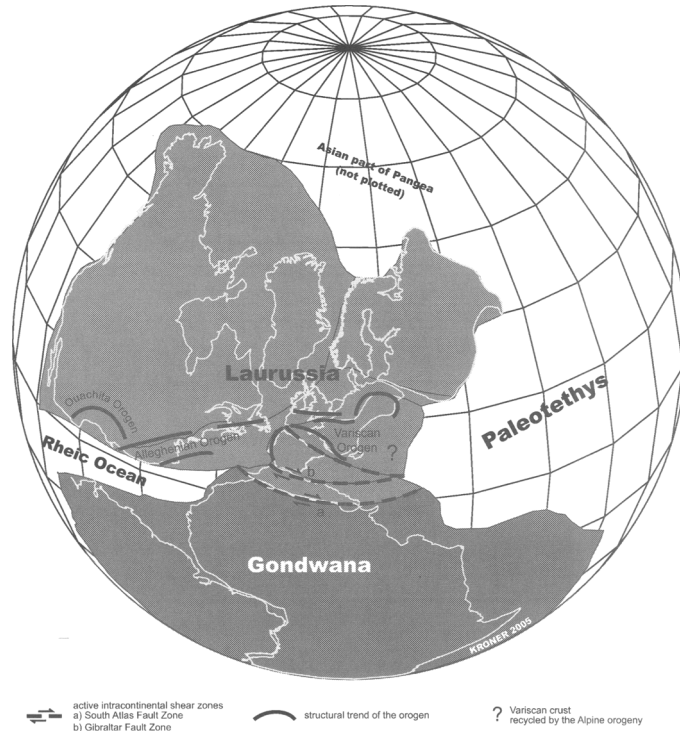 Asian part of Pangea
(not plotted)
Laurussia
Paleotethys
Ouachita Orogen
Alleghenian Orogen
Variscan
Orogen
?
Rheic Ocean
b
a
Gondwana
KRONER 2005
active intracontinental shear zones
a) South Atlas Fault Zone
b) Gibraltar Fault Zone
structural trend of the orogen
? Variscan crust
recycled by the Alpine orogeny